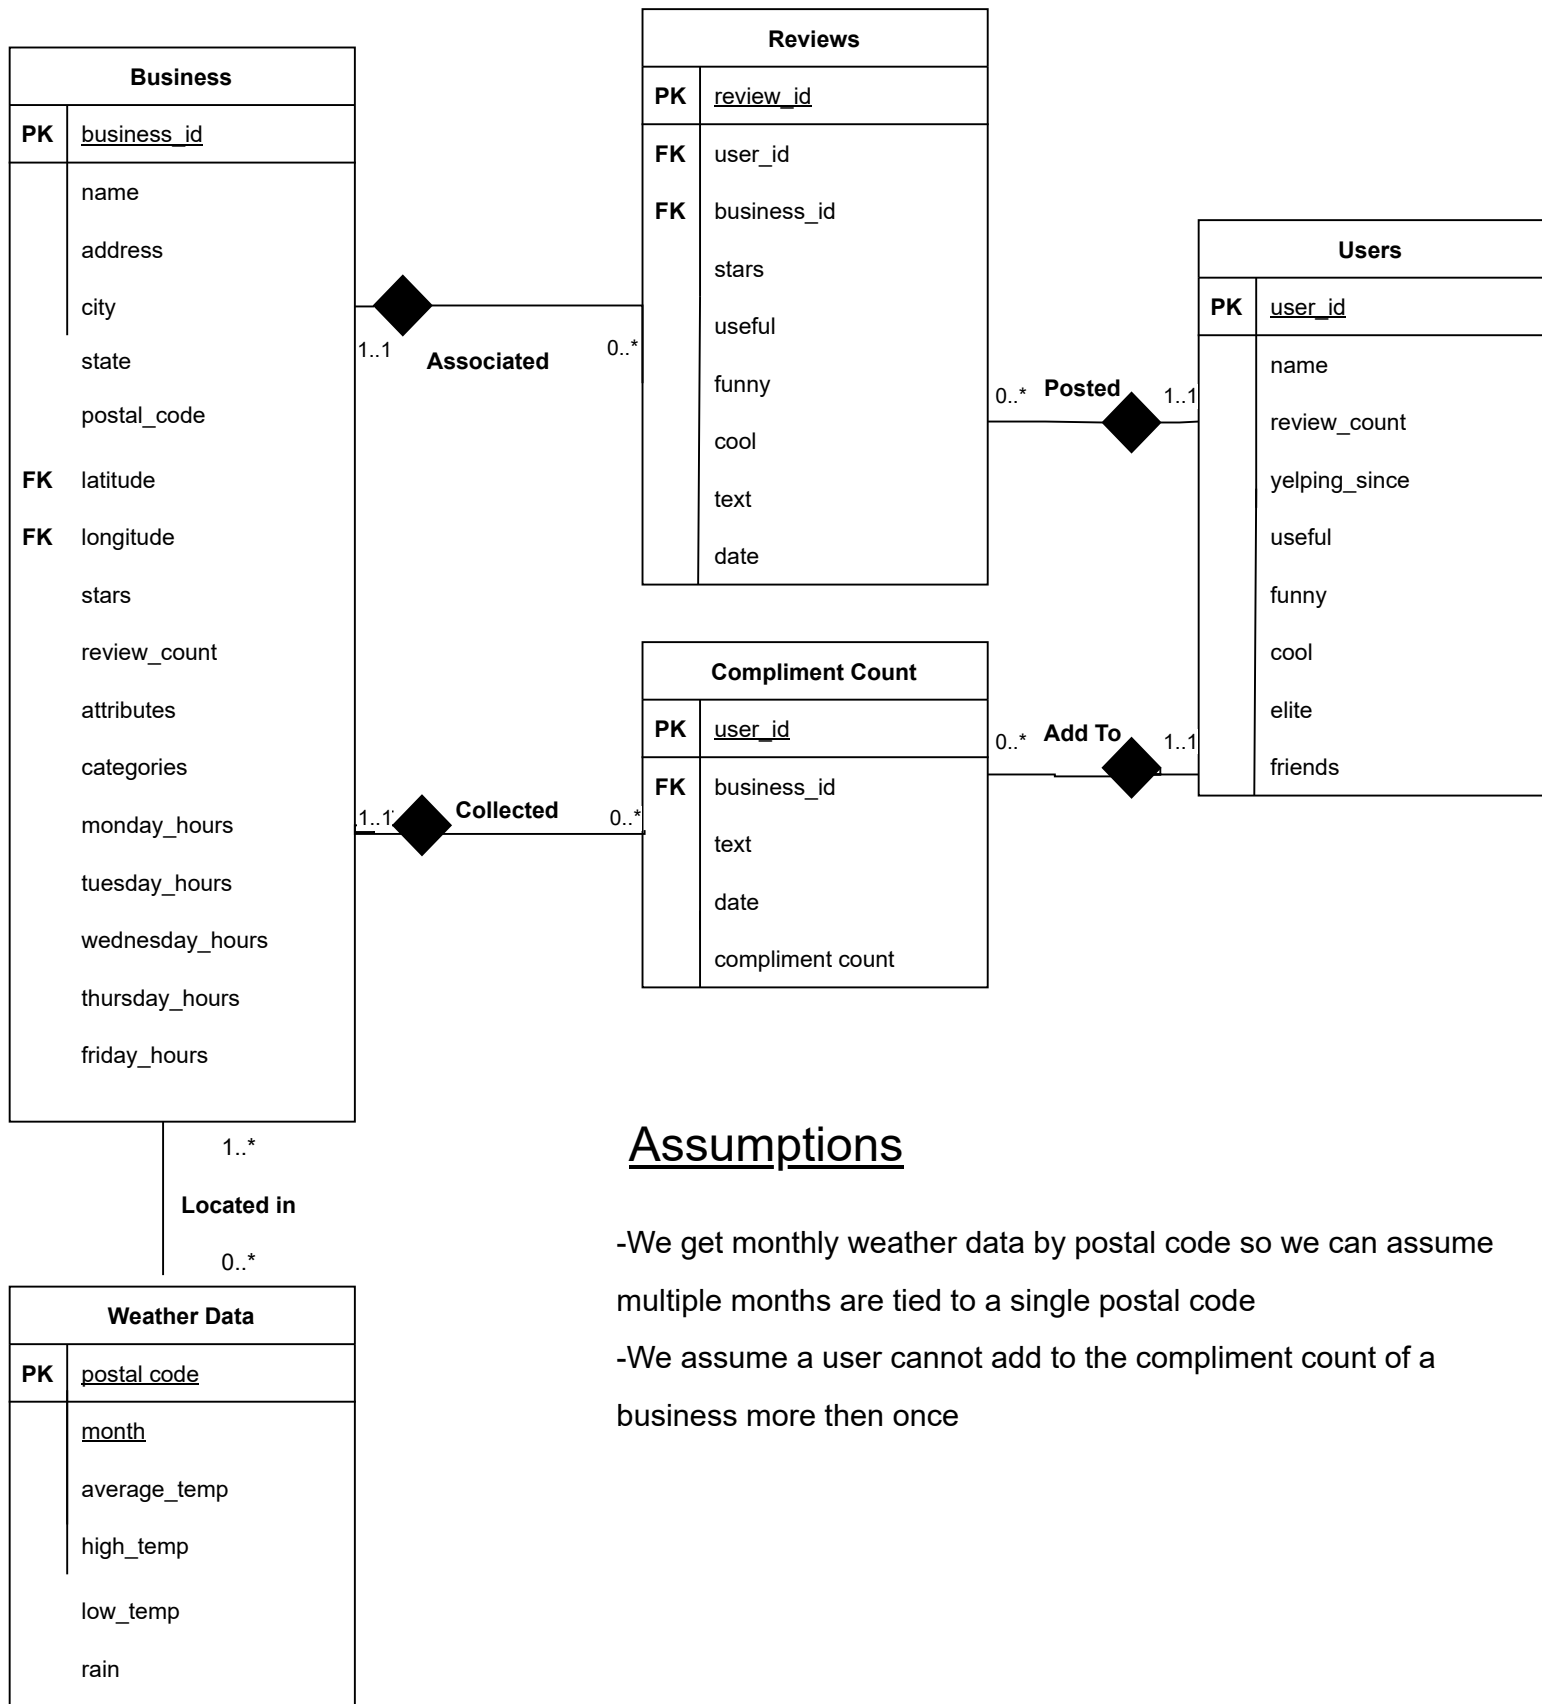 Business
PK business_id
name
address
city
state
postal_code
FK latitude
FK longitude
stars
review_count
attributes
categories
monday_hours
tuesday_hours
wednesday_hours
thursday_hours
friday_hours
1..1
Associated
0..*
Reviews
PK review_id
FK user_id
FK business_id
stars
useful
funny
cool
text
date
0..*
Posted
1..1
Users
PK user_id
name
review_count
yelping_since
useful
funny
cool
elite
friends
1..1
Collected
0..*
Compliment Count
PK user_id
FK business_id
text
date
compliment count
0..*
Add To
1..1
1..*
Located in
0..*
Weather Data
PK postal code
month
average_temp
high_temp
low_temp
rain
Assumptions
-We get monthly weather data by postal code so we can assume
multiple months are tied to a single postal code
-We assume a user cannot add to the compliment count of a
business more then once